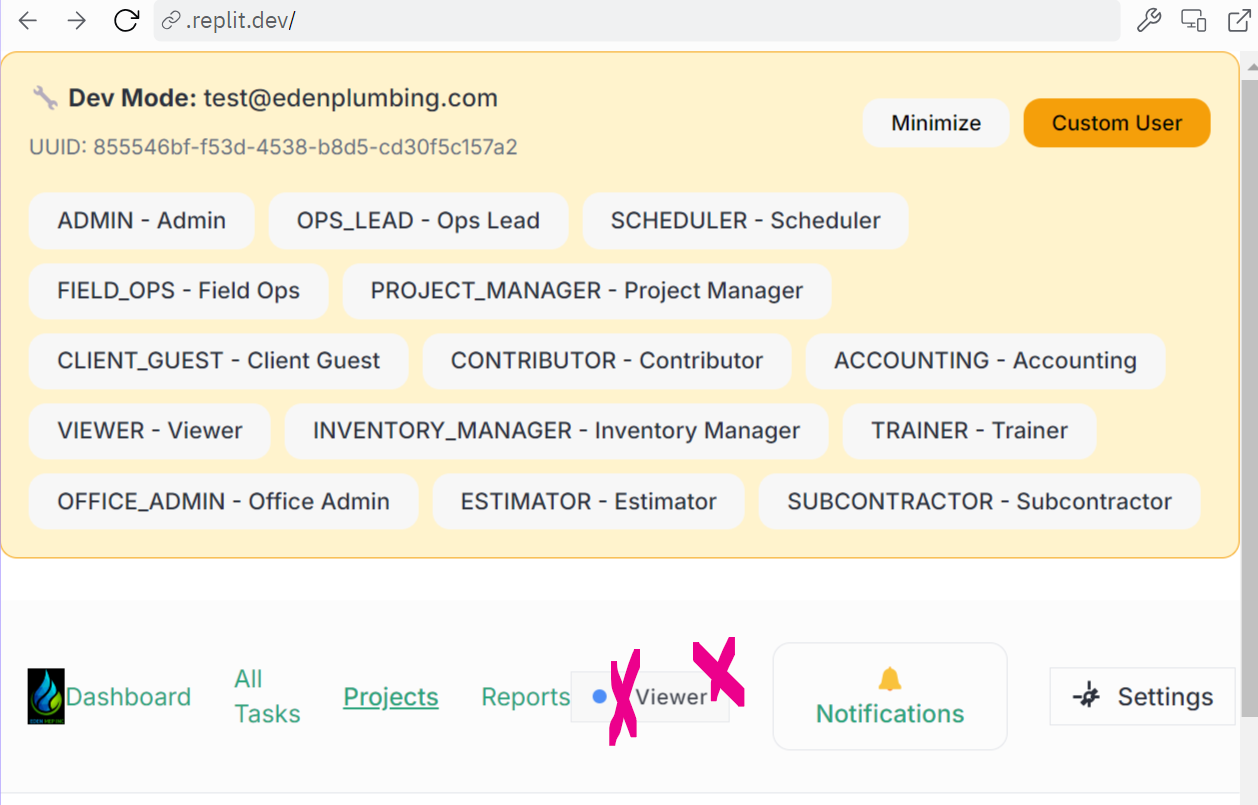 .replit.dev/
Dev Mode: test@edenplumbing.com
UUID: 855546bf-f53d-4538-b8d5-cd30f5c157a2
Minimize
Custom User
ADMIN - Admin
OPS_LEAD - Ops Lead
SCHEDULER - Scheduler
FIELD_OPS - Field Ops
PROJECT_MANAGER - Project Manager
CLIENT_GUEST - Client Guest
CONTRIBUTOR - Contributor
ACCOUNTING - Accounting
VIEWER - Viewer
INVENTORY_MANAGER - Inventory Manager
TRAINER - Trainer
OFFICE_ADMIN - Office Admin
ESTIMATOR - Estimator
SUBCONTRACTOR - Subcontractor
Dashboard
All
Tasks
Projects
Reports
Viewer
Notifications
Settings